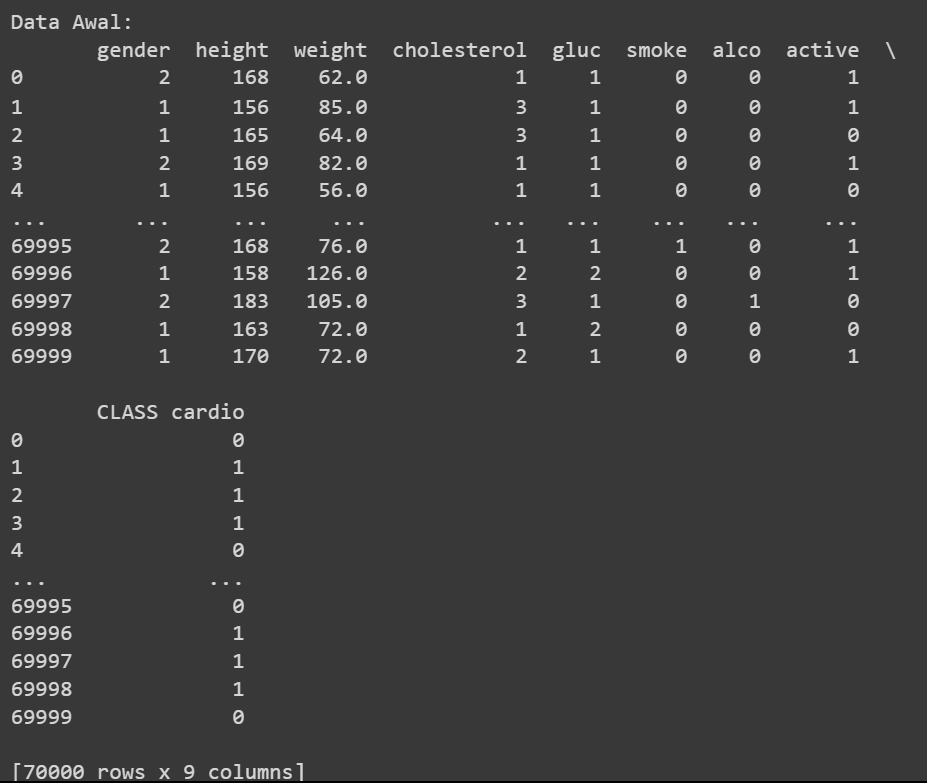 Data Awal:
       gender  height  weight  cholesterol  gluc  smoke  alco  active  \
0           2     168    62.0            1     1      0     0       1
1           1     156    85.0            3     1      0     0       1
2           1     165    64.0            3     1      0     0       0
3           2     169    82.0            1     1      0     0       1
4           1     156    56.0            1     1      0     0       0
...       ...     ...     ...          ...   ...    ...   ...     ...
69995       2     168    76.0            1     1      1     0       1
69996       1     158   126.0            2     2      0     0       1
69997       2     183   105.0            3     1      0     1       0
69998       1     163    72.0            1     2      0     0       0
69999       1     170    72.0            2     1      0     0       1
       CLASS cardio
0                 0
1                 1
2                 1
3                 1
4                 0
...             ...
69995             0
69996             1
69997             1
69998             1
69999             0
[70000 rows x 9 columns]